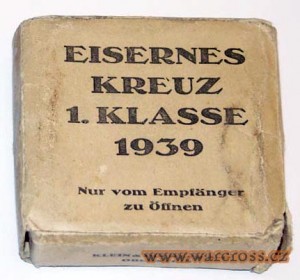 EISERNES
KREUZ
1. KLASSE
1939
Nur vom Empfänger
zu Öffnen
www.warcross.cz